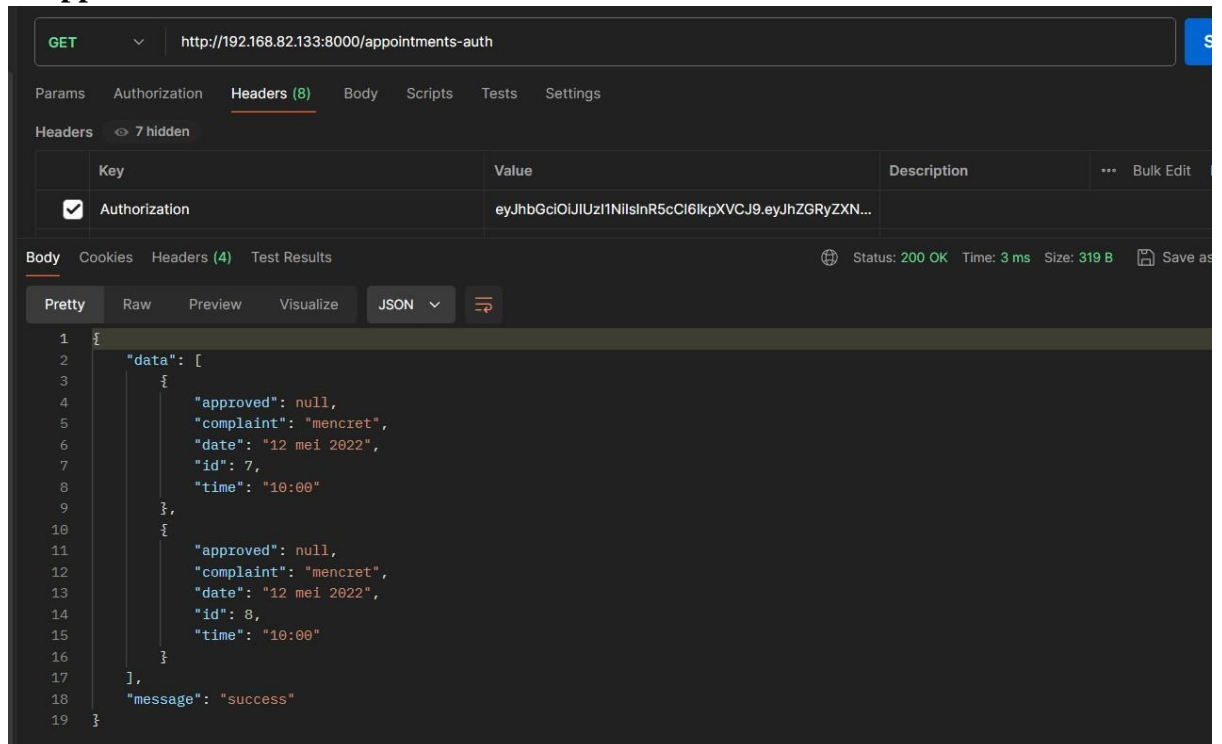 GET http://192.168.82.133:8000/appointments-auth
Params Authorization Headers (8) Body Scripts Tests Settings
Headers 7 hidden
Key Value Description ••• Bulk Edit
Authorization eyJhbGciOiJIUzI1NiIsInR5cCI6IkpXVCJ9.eyJhZGRyZXN...
Body Cookies Headers (4) Test Results Status: 200 OK Time: 3 ms Size: 319 B Save as
Pretty Raw Preview Visualize JSON
1 {
2 "data": [
3 {
4 "approved": null,
5 "complaint": "mencret",
6 "date": "12 mei 2022",
7 "id": 7,
8 "time": "10:00"
9 },
10 {
11 "approved": null,
12 "complaint": "mencret",
13 "date": "12 mei 2022",
14 "id": 8,
15 "time": "10:00"
16 }
17 ],
18 "message": "success"
19 }